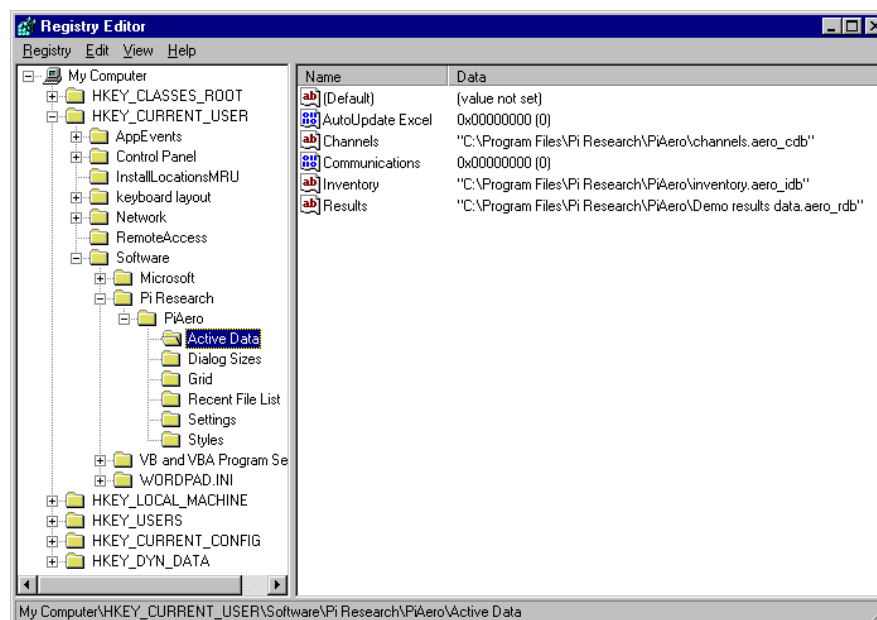 Registry Editor
Registry Edit View Help
My Computer
HKEY_CLASSES_ROOT
HKEY_CURRENT_USER
AppEvents
Control Panel
InstallLocationsMRU
keyboard layout
Network
RemoteAccess
Software
Microsoft
Pi Research
PiAero
Active Data
Dialog Sizes
Grid
Recent File List
Settings
Styles
VB and VBA Program Se
WORDPAD.INI
HKEY_LOCAL_MACHINE
HKEY_USERS
HKEY_CURRENT_CONFIG
HKEY_DYN_DATA
Name Data
(Default) (value not set)
AutoUpdate Excel 0x00000000 (0)
Channels "C:\Program Files\Pi Research\PiAero\channels.aero_cdb"
Communications 0x00000000 (0)
Inventory "C:\Program Files\Pi Research\PiAero\inventory.aero_idb"
Results "C:\Program Files\Pi Research\PiAero\Demo results data.aero_rdb"
My Computer\HKEY_CURRENT_USER\Software\Pi Research\PiAero\Active Data